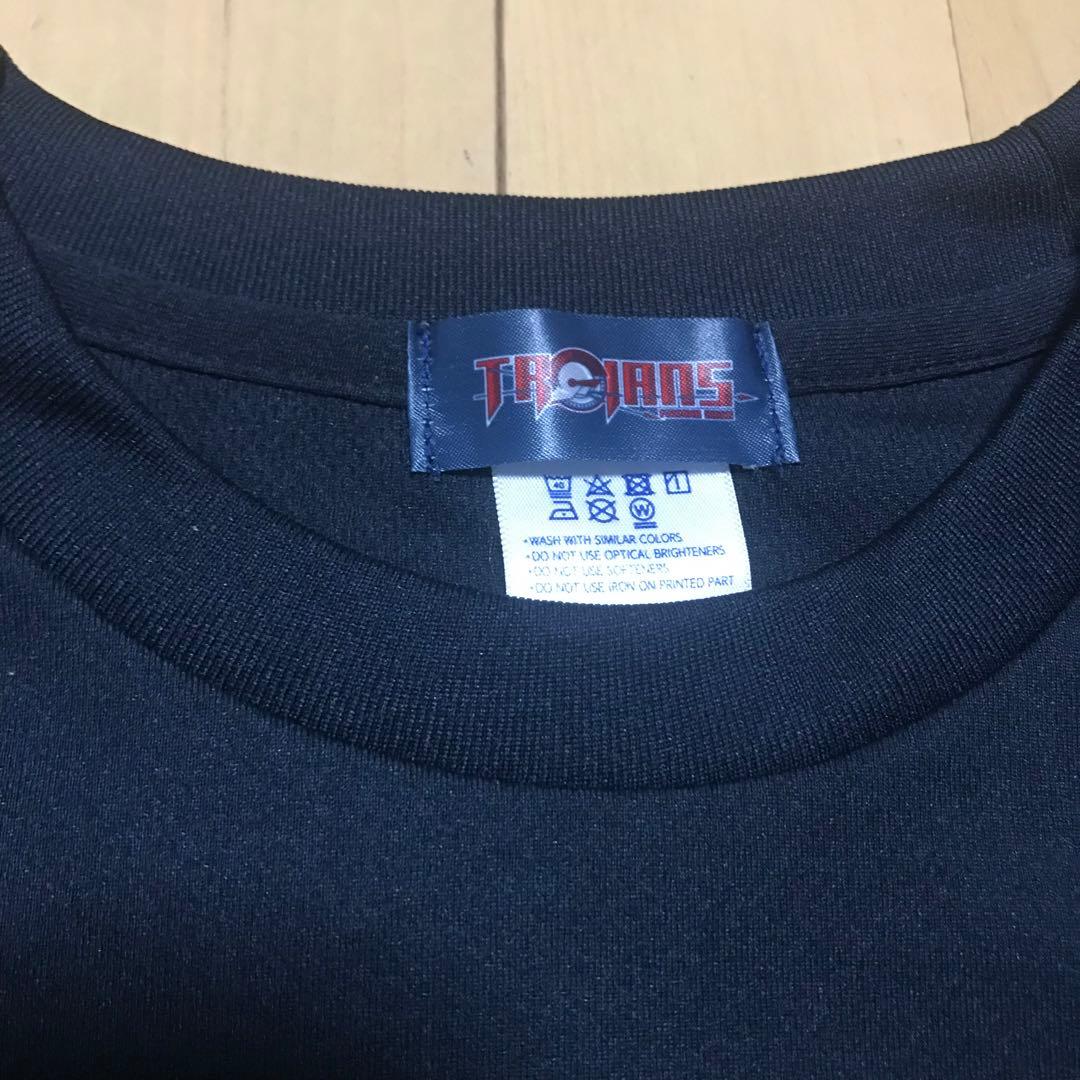 TROJANS
40
W
•WASH WITH SIMILAR COLORS
•DO NOT USE OPTICAL BRIGHTENERS
•DO NOT USE SOFTENERS
•DO NOT USE IRON ON PRINTED PART